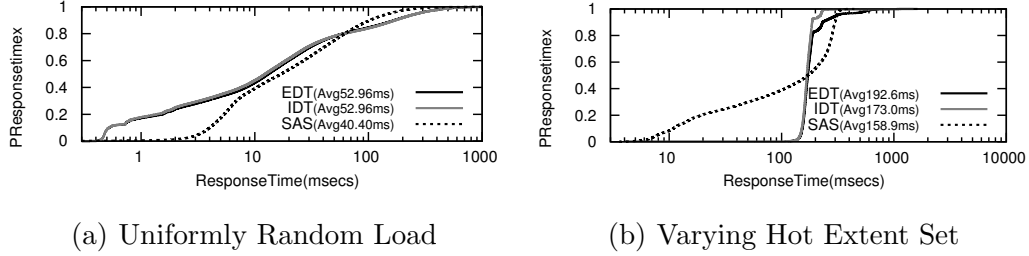 PResponsetimex
1
0.8
0.6
0.4
0.2
0
EDT(Avg52.96ms)
IDT(Avg52.96ms)
SAS(Avg40.40ms)
1 10 100 1000
ResponseTime(msecs)
(a) Uniformly Random Load
PResponsetimex
1
0.8
0.6
0.4
0.2
0
EDT(Avg192.6ms)
IDT(Avg173.0ms)
SAS(Avg158.9ms)
10 100 1000 10000
ResponseTime(msecs)
(b) Varying Hot Extent Set